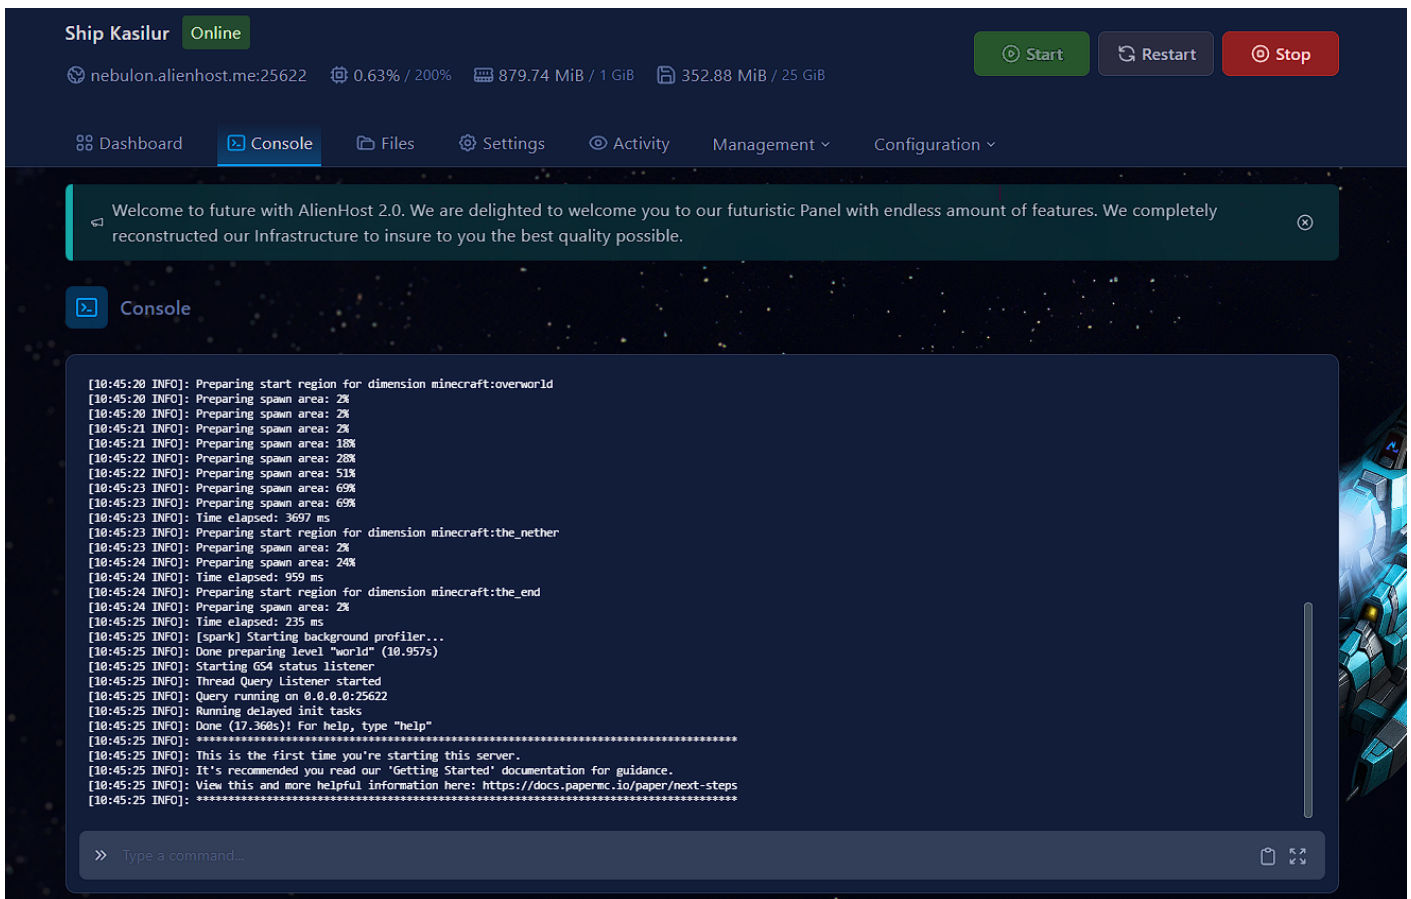 Ship Kasilur Online
nebulon.alienhost.me:25622 0.63% / 200% 879.74 MiB / 1 GiB 352.88 MiB / 25 GiB
Start Restart Stop
Dashboard Console Files Settings Activity Management Configuration
Welcome to future with AlienHost 2.0. We are delighted to welcome you to our futuristic Panel with endless amount of features. We completely
reconstructed our Infrastructure to insure to you the best quality possible.
Console
[10:45:20 INFO]: Preparing start region for dimension minecraft:overworld
[10:45:20 INFO]: Preparing spawn area: 2%
[10:45:20 INFO]: Preparing spawn area: 2%
[10:45:21 INFO]: Preparing spawn area: 2%
[10:45:21 INFO]: Preparing spawn area: 18%
[10:45:22 INFO]: Preparing spawn area: 28%
[10:45:22 INFO]: Preparing spawn area: 51%
[10:45:23 INFO]: Preparing spawn area: 69%
[10:45:23 INFO]: Preparing spawn area: 69%
[10:45:23 INFO]: Time elapsed: 3697 ms
[10:45:23 INFO]: Preparing start region for dimension minecraft:the_nether
[10:45:23 INFO]: Preparing spawn area: 2%
[10:45:24 INFO]: Preparing spawn area: 24%
[10:45:24 INFO]: Time elapsed: 959 ms
[10:45:24 INFO]: Preparing start region for dimension minecraft:the_end
[10:45:24 INFO]: Preparing spawn area: 2%
[10:45:25 INFO]: Time elapsed: 235 ms
[10:45:25 INFO]: [spark] Starting background profiler...
[10:45:25 INFO]: Done preparing level "world" (10.957s)
[10:45:25 INFO]: Starting GS4 status listener
[10:45:25 INFO]: Thread Query Listener started
[10:45:25 INFO]: Query running on 0.0.0.0:25622
[10:45:25 INFO]: Running delayed init tasks
[10:45:25 INFO]: Done (17.360s)! For help, type "help"
[10:45:25 INFO]: *************************************************************************************
[10:45:25 INFO]: This is the first time you're starting this server.
[10:45:25 INFO]: It's recommended you read our 'Getting Started' documentation for guidance.
[10:45:25 INFO]: View this and more helpful information here: https://docs.papermc.io/paper/next-steps
[10:45:25 INFO]: *************************************************************************************
Type a command...